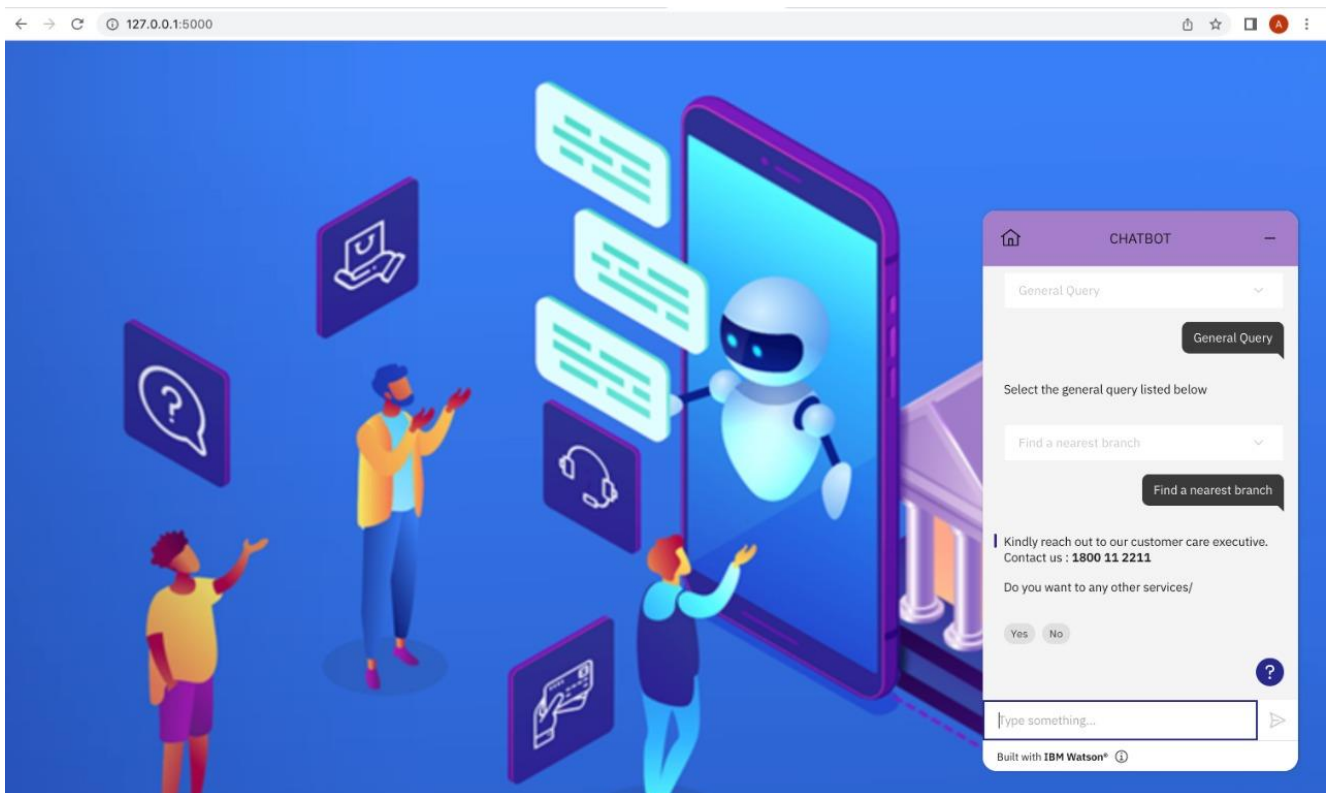 127.0.0.1:5000
A
CHATBOT
General Query
General Query
Select the general query listed below
Find a nearest branch
Find a nearest branch
Kindly reach out to our customer care executive.
Contact us : 1800 11 2211
Do you want to any other services/
Yes No
?
?
Type something...
Built with IBM Watson®